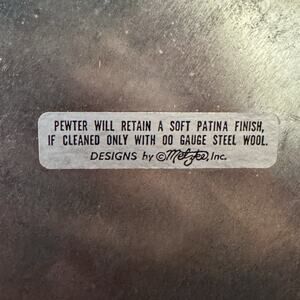 PEWTER WILL RETAIN A SOFT PATINA FINISH,
IF CLEANED ONLY WITH 00 GAUGE STEEL WOOL.
DESIGNS by ©Metzke, Inc.